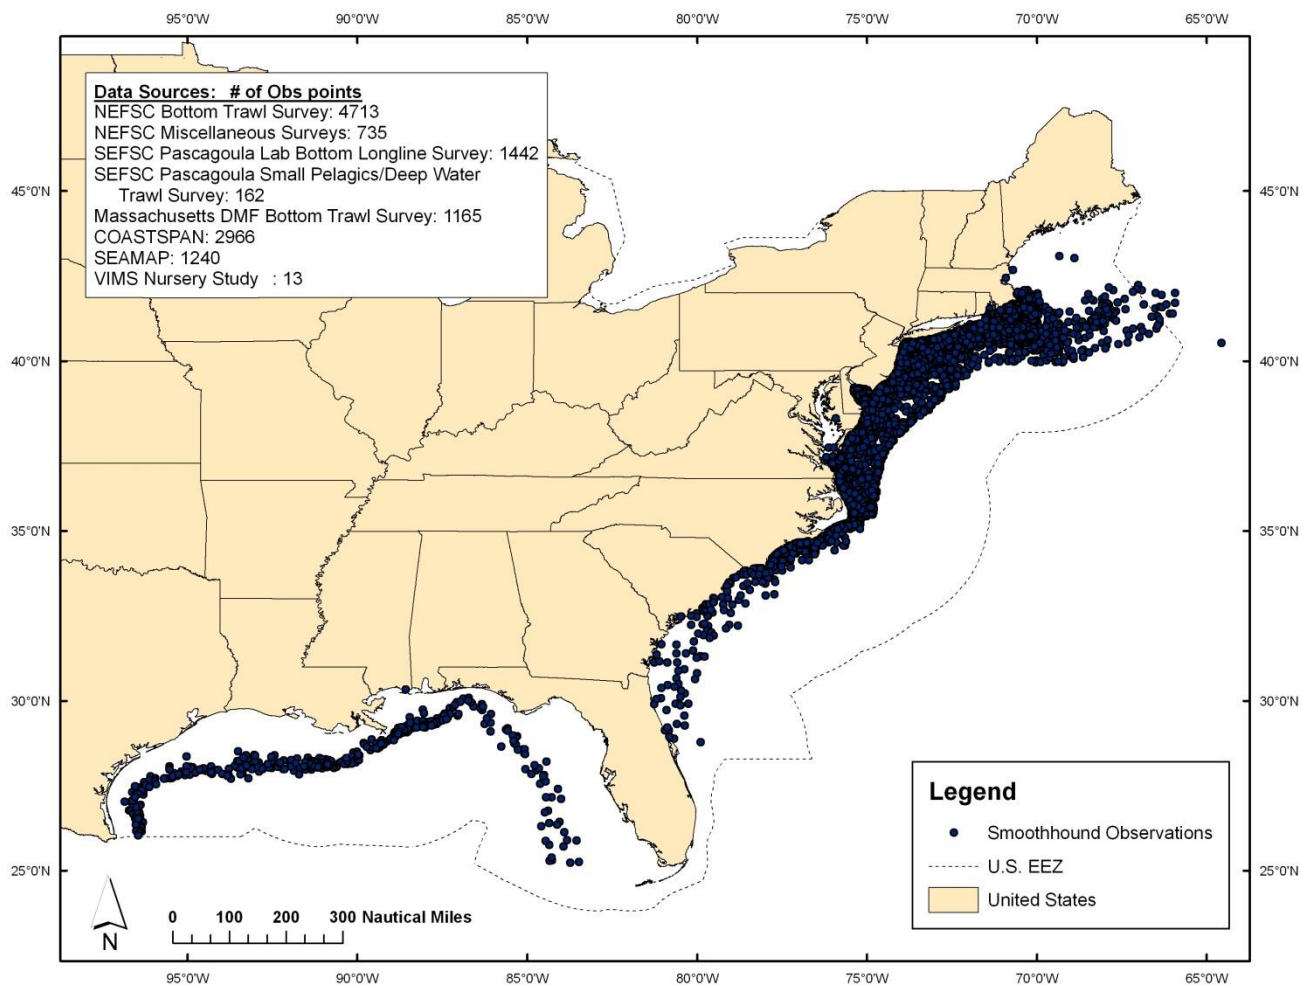 95°0'W 90°0'W 85°0'W 80°0'W 75°0'W 70°0'W 65°0'W
Data Sources: # of Obs points
NEFSC Bottom Trawl Survey: 4713
NEFSC Miscellaneous Surveys: 735
SEFSC Pascagoula Lab Bottom Longline Survey: 1442
SEFSC Pascagoula Small Pelagics/Deep Water
Trawl Survey: 162
Massachusetts DMF Bottom Trawl Survey: 1165
COASTSPAN: 2966
SEAMAP: 1240
VIMS Nursery Study : 13
45°0'N 45°0'N
40°0'N 40°0'N
35°0'N 35°0'N
30°0'N 30°0'N
25°0'N 25°0'N
Legend
Smoothhound Observations
U.S. EEZ
United States
N
0 100 200 300 Nautical Miles
95°0'W 90°0'W 85°0'W 80°0'W 75°0'W 70°0'W 65°0'W